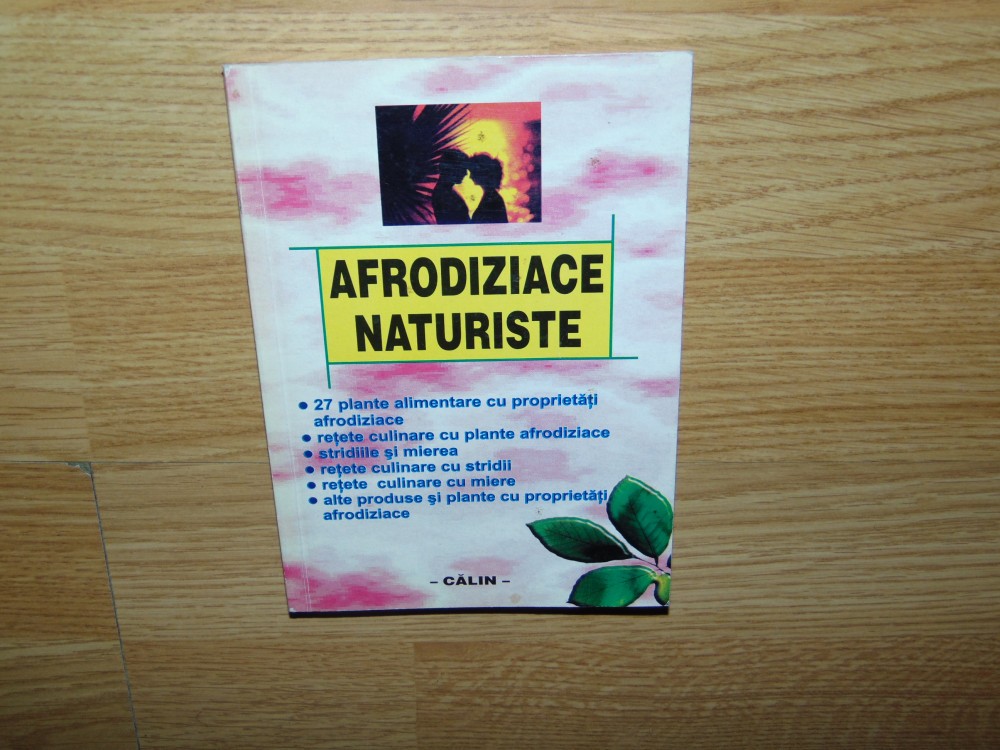 AFRODIZIACE
NATURISTE
• 27 plante alimentare cu proprietăți
afrodiziace
• rețete culinare cu plante afrodiziace
• stridiile și mierea
• rețete culinare cu stridii
• rețete culinare cu miere
• alte produse și plante cu proprietăți
afrodiziace
– CĂLIN –